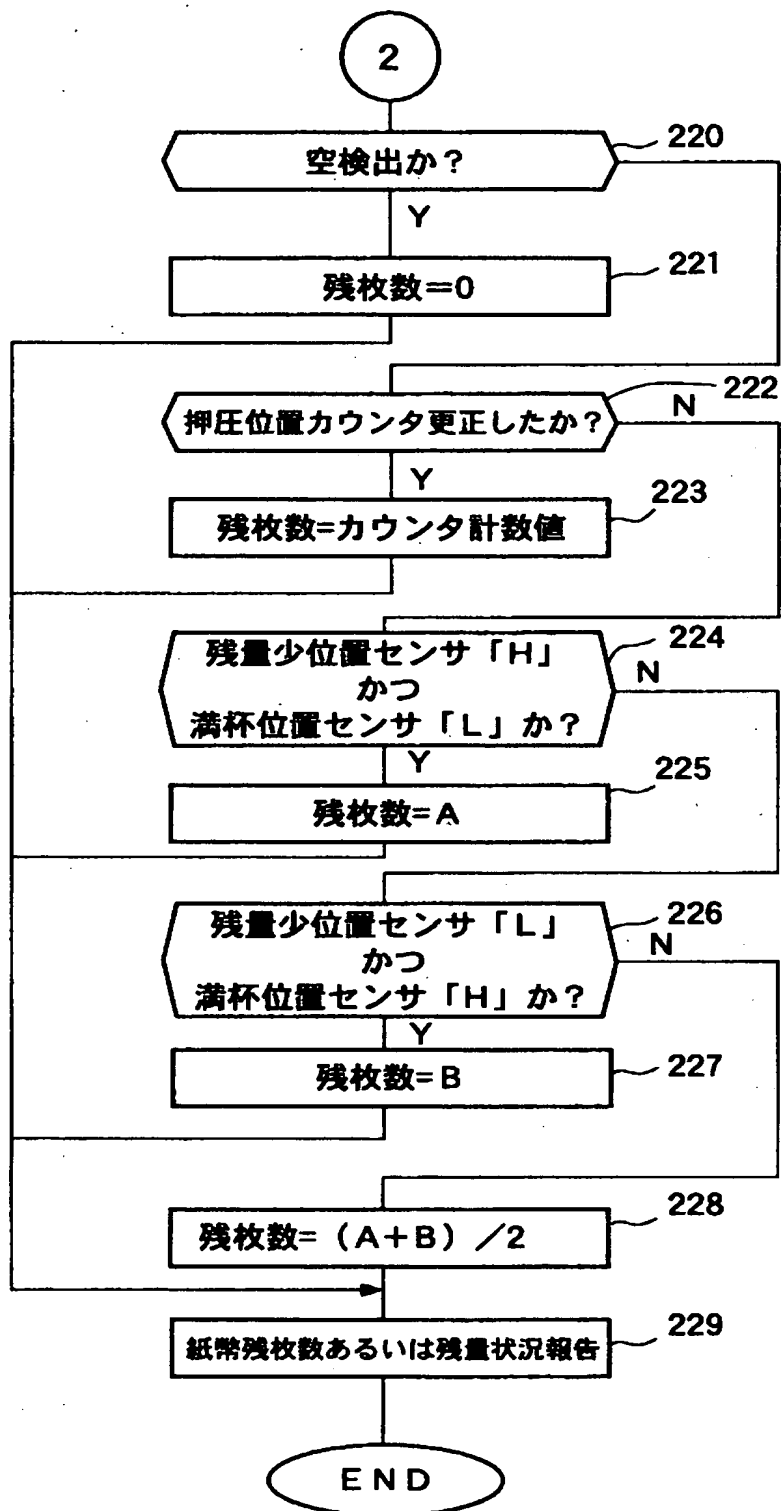 2
空検出か？
220
Y
残枚数＝0
221
押圧位置カウンタ更正したか？
222
N
Y
残枚数=カウンタ計数値
223
残量少位置センサ「H」
かつ
満杯位置センサ「L」か？
224
N
Y
残枚数=A
225
残量少位置センサ「L」
かつ
満杯位置センサ「H」か？
226
N
Y
残枚数=B
227
残枚数=（A+B）／2
228
紙幣残枚数あるいは残量状況報告
229
END